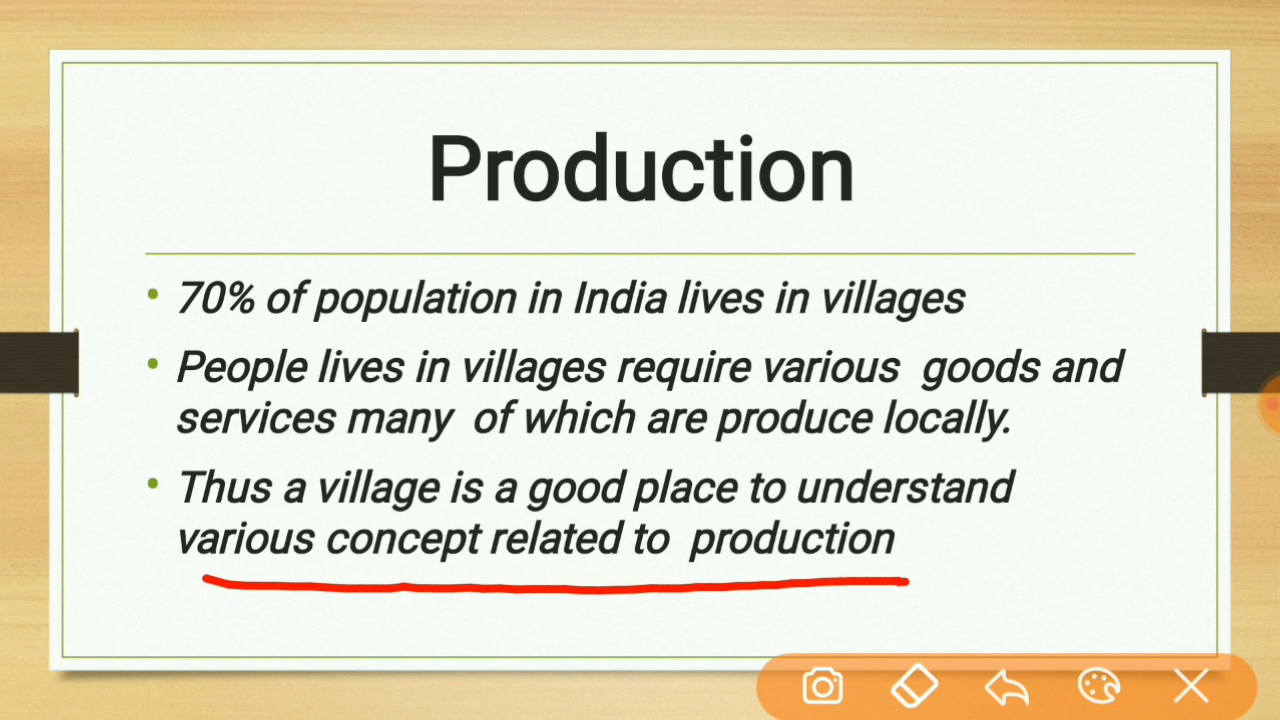 Production
• 70% of population in India lives in villages
• People lives in villages require various goods and
services many of which are produce locally.
• Thus a village is a good place to understand
various concept related to production